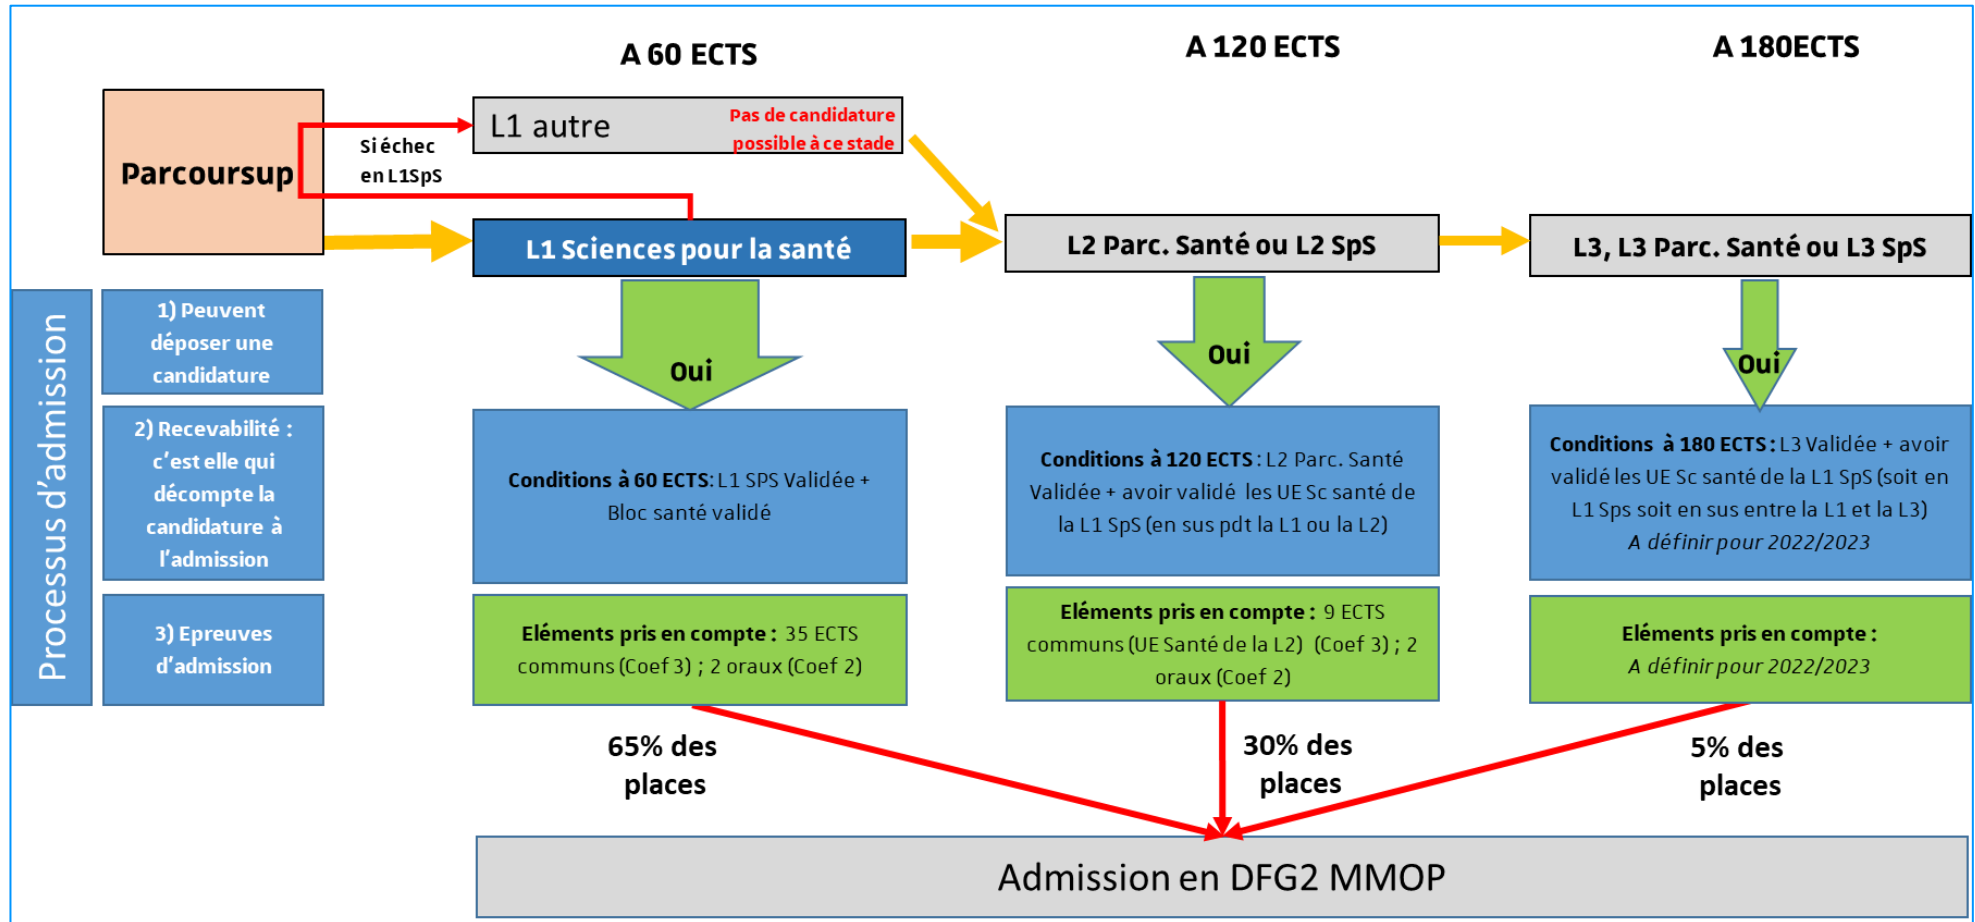 A 60 ECTS
A 120 ECTS
A 180ECTS
Parcoursup
Si échec
en L1SpS
L1 autre
Pas de candidature
possible à ce stade
L1 Sciences pour la santé
L2 Parc. Santé ou L2 SpS
L3, L3 Parc. Santé ou L3 SpS
Processus d'admission
1) Peuvent
déposer une
candidature
Oui
Oui
Oui
2) Recevabilité :
c'est elle qui
décompte la
candidature à
l'admission
Conditions à 60 ECTS: L1 SPS Validée +
Bloc santé validé
Conditions à 120 ECTS : L2 Parc. Santé
Validée + avoir validé les UE Sc santé de
la L1 SpS (en sus pdt la L1 ou la L2)
Conditions à 180 ECTS : L3 Validée + avoir
validé les UE Sc santé de la L1 SpS (soit en
L1 Sps soit en sus entre la L1 et la L3)
A définir pour 2022/2023
3) Epreuves
d'admission
Eléments pris en compte : 35 ECTS
communs (Coef 3) ; 2 oraux (Coef 2)
Eléments pris en compte : 9 ECTS
communs (UE Santé de la L2) (Coef 3) ; 2
oraux (Coef 2)
Eléments pris en compte :
A définir pour 2022/2023
65% des
places
30% des
places
5% des
places
Admission en DFG2 MMOP